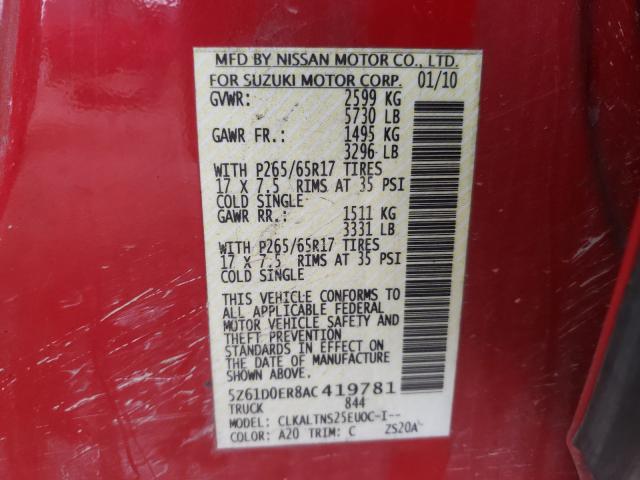 MFD BY NISSAN MOTOR CO., LTD.
FOR SUZUKI MOTOR CORP. 01/10
GVWR: 2599 KG
5730 LB
GAWR FR.: 1495 KG
3296 LB
WITH P265/65R17 TIRES
17 X 7.5 RIMS AT 35 PSI
COLD SINGLE
GAWR RR.: 1511 KG
3331 LB
WITH P265/65R17 TIRES
17 X 7.5 RIMS AT 35 PSI
COLD SINGLE
THIS VEHICLE CONFORMS TO
ALL APPLICABLE FEDERAL
MOTOR VEHICLE SAFETY AND
THEFT PREVENTION
STANDARDS IN EFFECT ON
THE DATE OF MANUFACTURE
SHOWN ABOVE.
5Z61D0ER8AC419781
TRUCK 844
MODEL: CLKALTNS25EUOC-I--
COLOR: A20 TRIM: C ZS20A